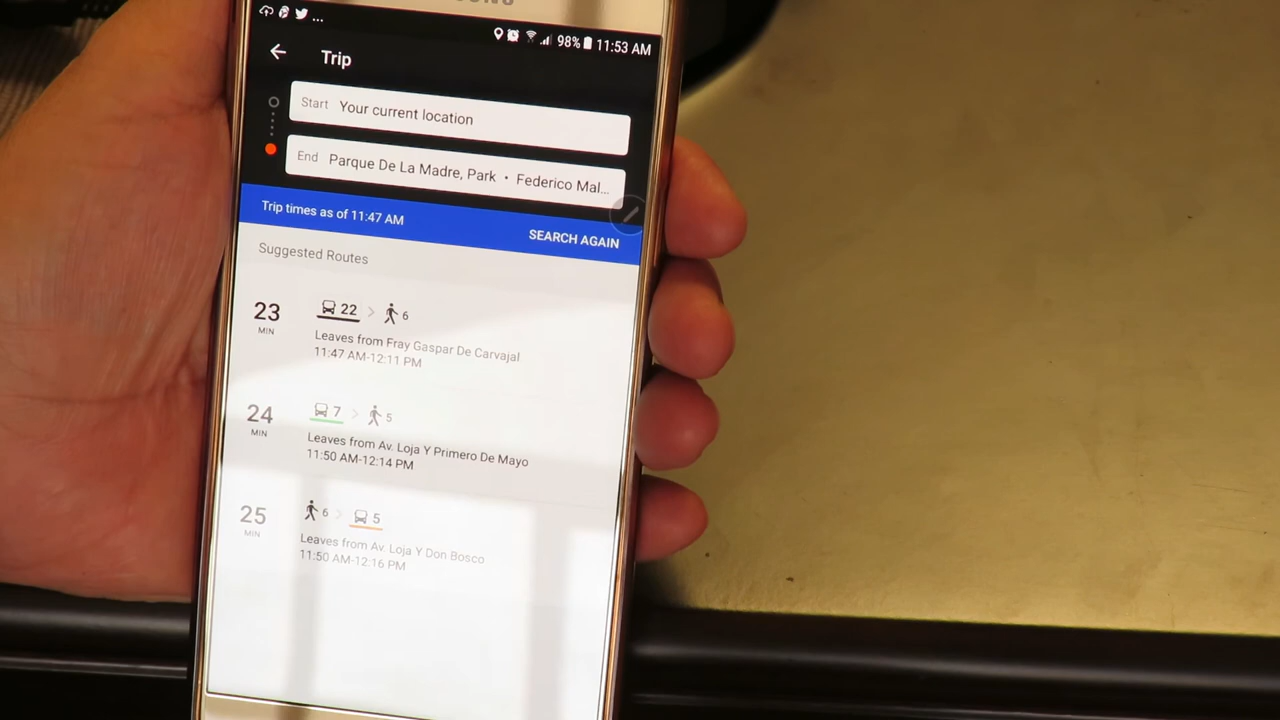 ... 98% 11:53 AM
Trip
Start Your current location
End Parque De La Madre, Park • Federico Mal...
Trip times as of 11:47 AM
SEARCH AGAIN
Suggested Routes
23 MIN
22 > 6
Leaves from Fray Gaspar De Carvajal
11:47 AM-12:11 PM
24 MIN
7 > 5
Leaves from Av. Loja Y Primero De Mayo
11:50 AM-12:14 PM
25 MIN
6 > 5
Leaves from Av. Loja Y Don Bosco
11:50 AM-12:16 PM